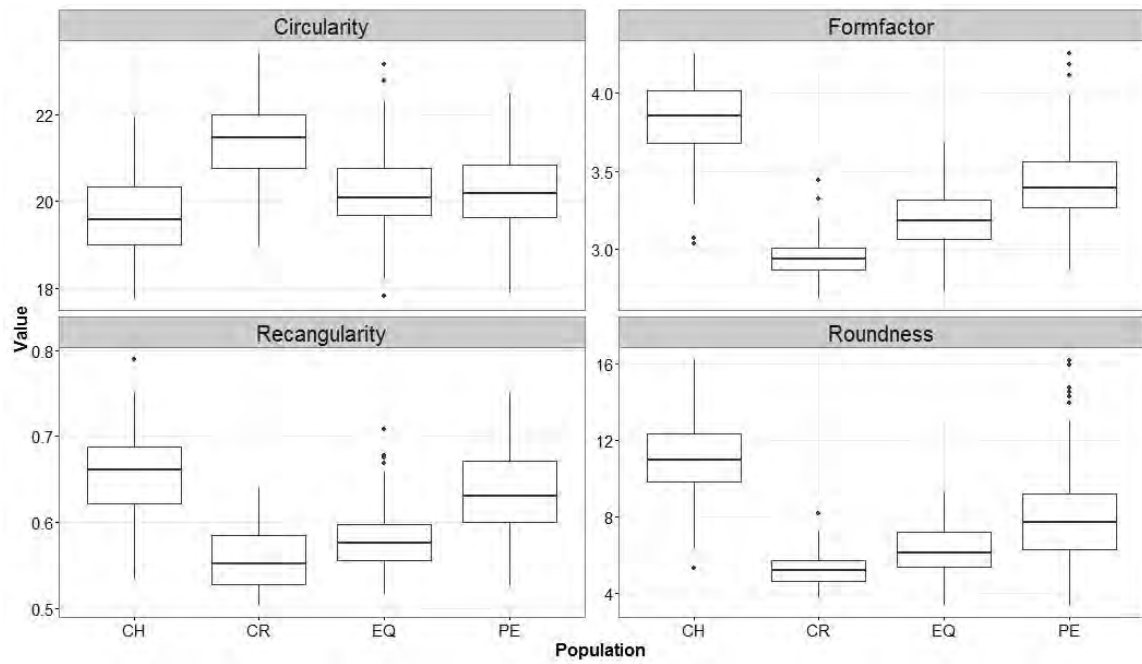 Circularity
Formfactor
22
20
18
4.0
3.5
3.0
Value
Recangularity
Roundness
0.8
0.7
0.6
0.5
16
12
8
4
CH CR EQ PE
CH CR EQ PE
Population